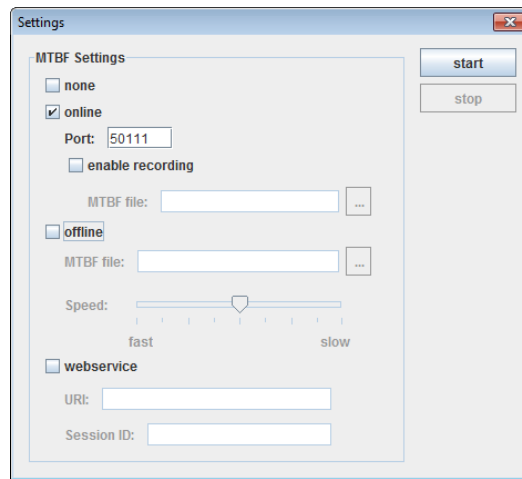 Settings
MTBF Settings
none
online
Port: 50111
enable recording
MTBF file: ...
offline
MTBF file: ...
Speed:
fast slow
webservice
URI:
Session ID:
start
stop